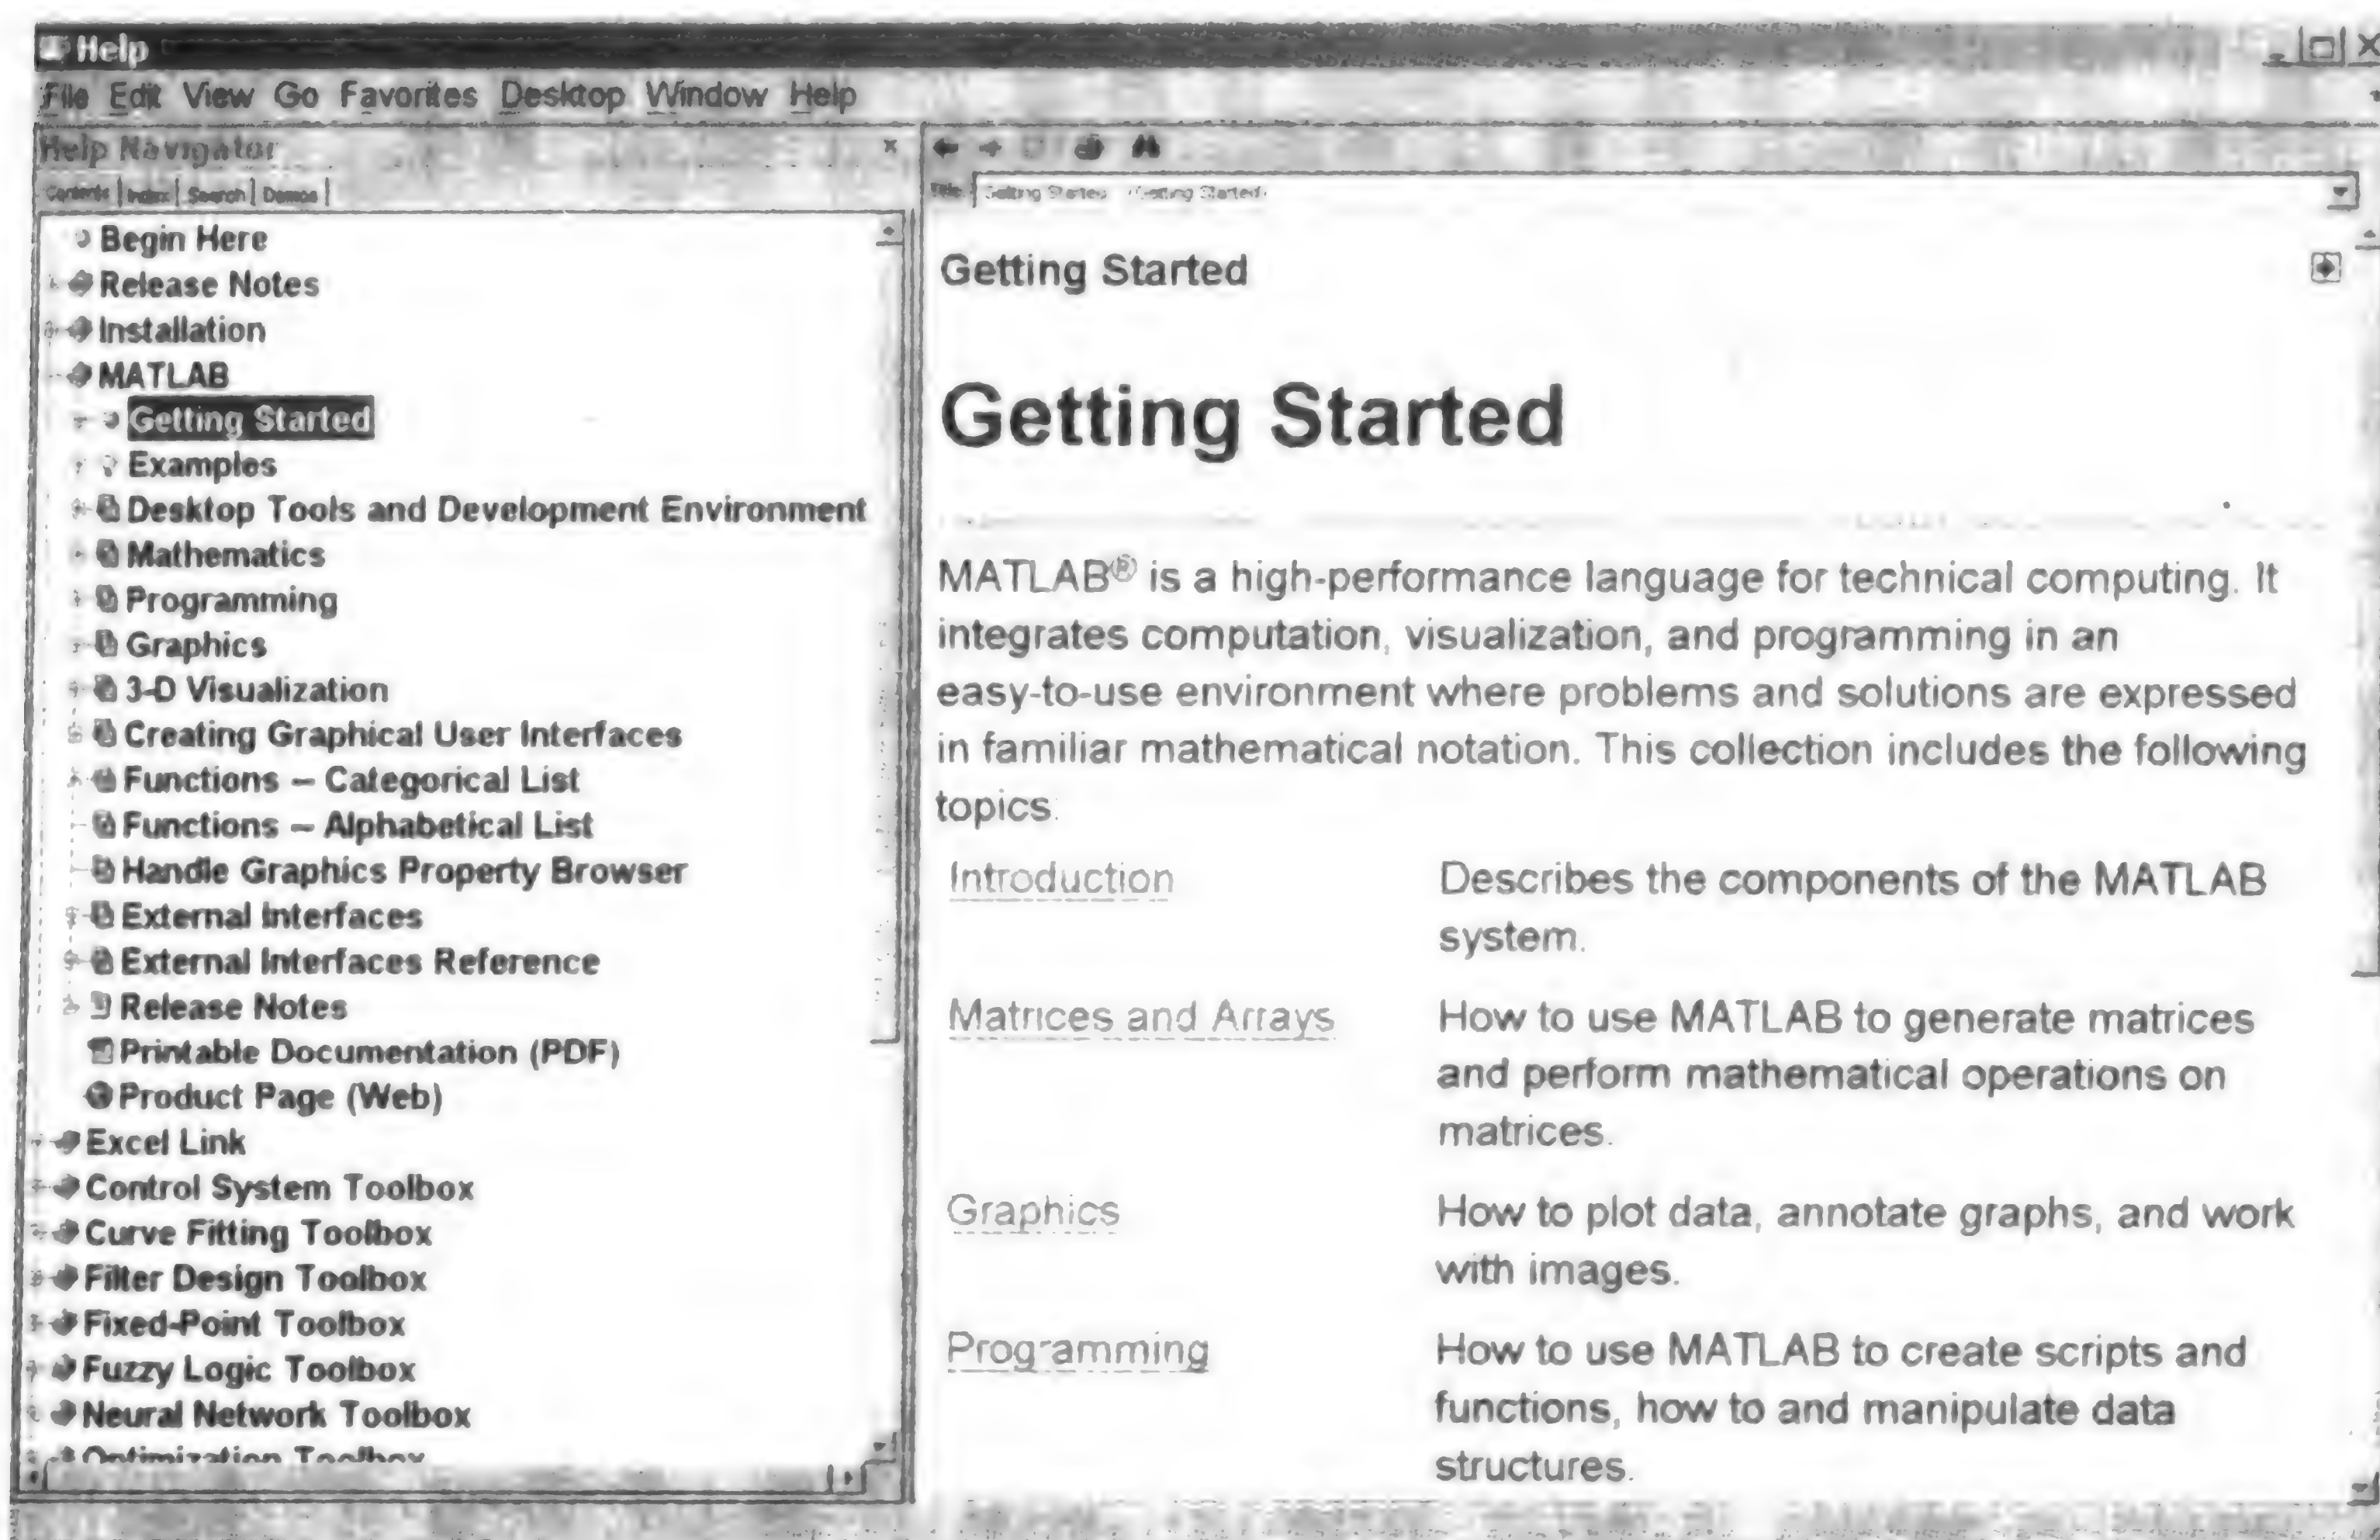 Help
File Edit View Go Favorites Desktop Window Help
Help Navigator
Contents Index Search Demos
Begin Here
Release Notes
Installation
MATLAB
Getting Started
Examples
Desktop Tools and Development Environment
Mathematics
Programming
Graphics
3-D Visualization
Creating Graphical User Interfaces
Functions -- Categorical List
Functions -- Alphabetical List
Handle Graphics Property Browser
External Interfaces
External Interfaces Reference
Release Notes
Printable Documentation (PDF)
Product Page (Web)
Excel Link
Control System Toolbox
Curve Fitting Toolbox
Filter Design Toolbox
Fixed-Point Toolbox
Fuzzy Logic Toolbox
Neural Network Toolbox
Optimization Toolbox
Title: Getting Started (Getting Started)
Getting Started
Getting Started
MATLAB® is a high-performance language for technical computing. It
integrates computation, visualization, and programming in an
easy-to-use environment where problems and solutions are expressed
in familiar mathematical notation. This collection includes the following
topics.
Introduction
Describes the components of the MATLAB
system.
Matrices and Arrays
How to use MATLAB to generate matrices
and perform mathematical operations on
matrices.
Graphics
How to plot data, annotate graphs, and work
with images.
Programming
How to use MATLAB to create scripts and
functions, how to and manipulate data
structures.